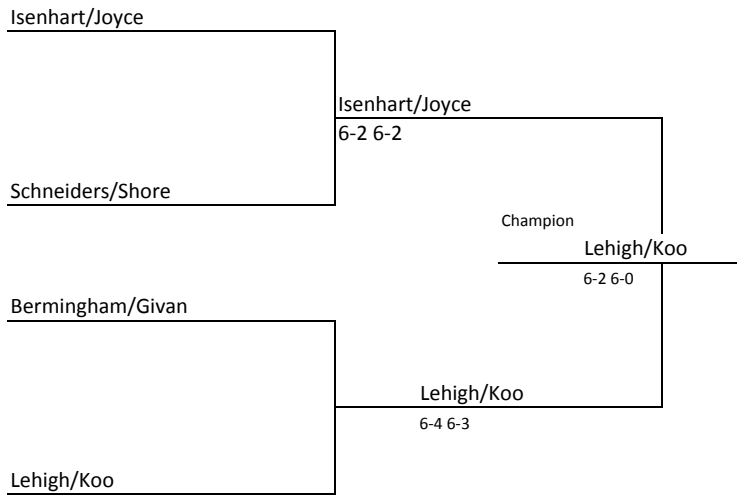 Isenhart/Joyce
Isenhart/Joyce
6-2 6-2
Schneiders/Shore
Champion
Lehigh/Koo
6-2 6-0
Bermingham/Givan
Lehigh/Koo
6-4 6-3
Lehigh/Koo